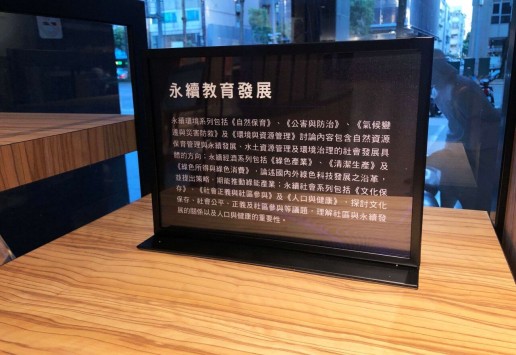 永續教育發展
永續環境系列包括《自然保育》、《公害與防治》、《氣候變
遷與災害防救》及《環境與資源管理》討論內容包含自然資源
保育管理與永續發展，水土資源管理及環境治理的社會發展具
體的方向；永續經濟系列包括《綠色產業》、《清潔生產》及
《綠色所得與綠色消費》，論述國內外綠色科技發展之沿革，
並提出策略，期能推動綠能產業；永續社會系列包括《文化保
存》、《社會正義與社區參與》及《人口與健康》，探討文化
保存、社會公平、正義及社區參與等議題，理解社區與永續發
展的關係以及人口與健康的重要性。